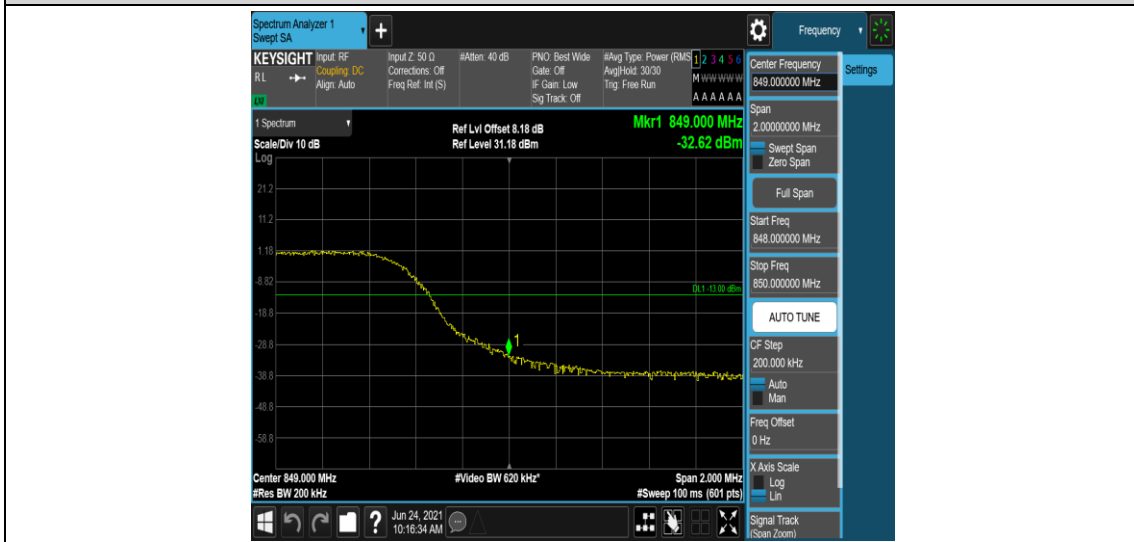 Spectrum Analyzer 1
Swept SA
Frequency
KEYSIGHT
RL
LXI
Input: RF
Coupling: DC
Align: Auto
Input Z: 50 Ω
Corrections: Off
Freq Ref: Int (S)
#Atten: 40 dB
PNO: Best Wide
Gate: Off
IF Gain: Low
Sig Track: Off
#Avg Type: Power (RMS
Avg|Hold: 30/30
Trig: Free Run
1 2 3 4 5 6
M W W W W W
A A A A A A
Center Frequency
849.000000 MHz
Settings
Span
2.00000000 MHz
Swept Span
Zero Span
Full Span
Start Freq
848.000000 MHz
Stop Freq
850.000000 MHz
AUTO TUNE
CF Step
200.000 kHz
Auto
Man
Freq Offset
0 Hz
X Axis Scale
Log
Lin
Signal Track
(Span Zoom)
1 Spectrum
Scale/Div 10 dB
Log
Ref Lvl Offset 8.18 dB
Ref Level 31.18 dBm
Mkr1 849.000 MHz
-32.62 dBm
21.2
11.2
1.18
-8.82
-18.8
-28.8
-38.8
-48.8
-58.8
DL1 -13.00 dBm
1
Center 849.000 MHz
#Res BW 200 kHz
#Video BW 620 kHz*
Span 2.000 MHz
#Sweep 100 ms (601 pts)
Jun 24, 2021
10:16:34 AM